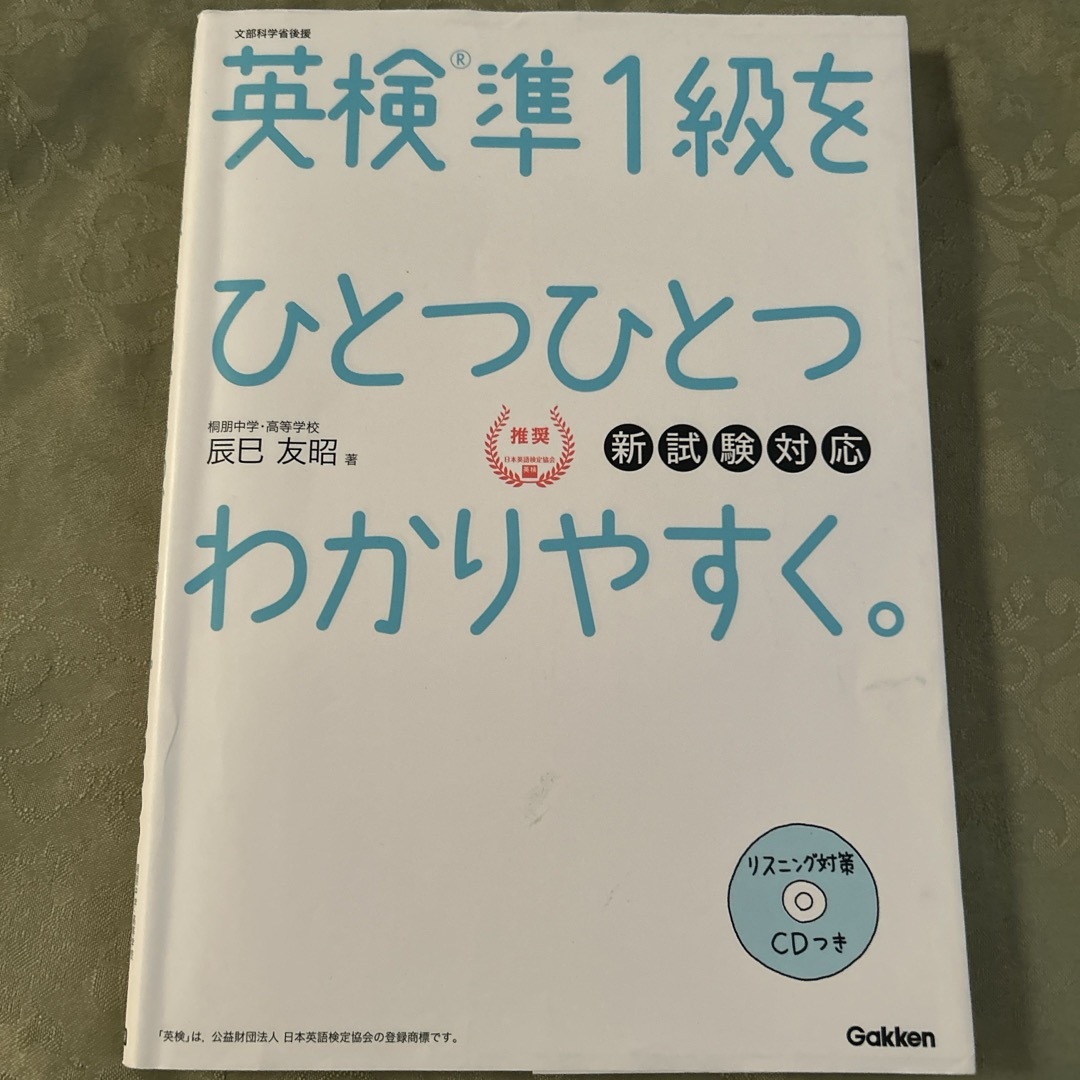 文部科学省後援
英検®準1級を
ひとつひとつ
桐朋中学・高等学校
辰巳 友昭 著
推奨
日本英語検定協会
英検
新試験対応
わかりやすく。
リスニング対策
CDつき
「英検」は、公益財団法人 日本英語検定協会の登録商標です。
Gakken